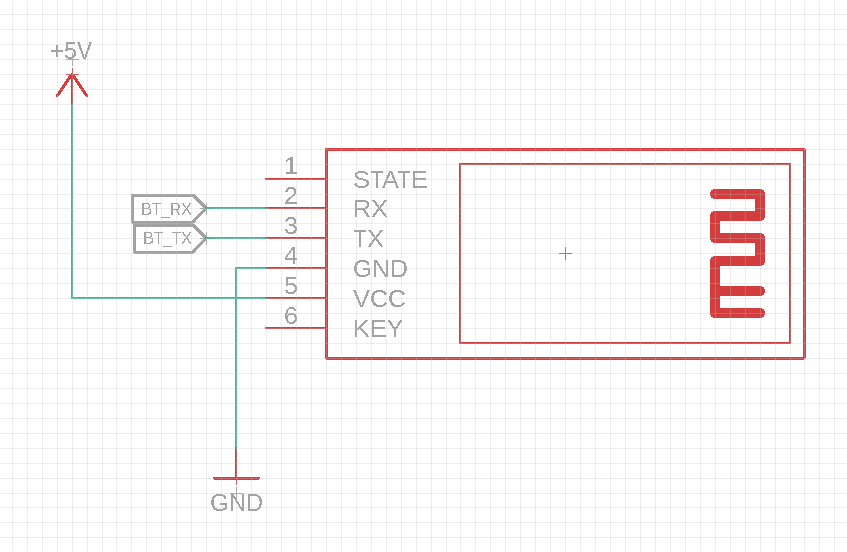 +5V
1
STATE
BT_RX
2
RX
BT_TX
3
TX
4
GND
5
VCC
6
KEY
GND